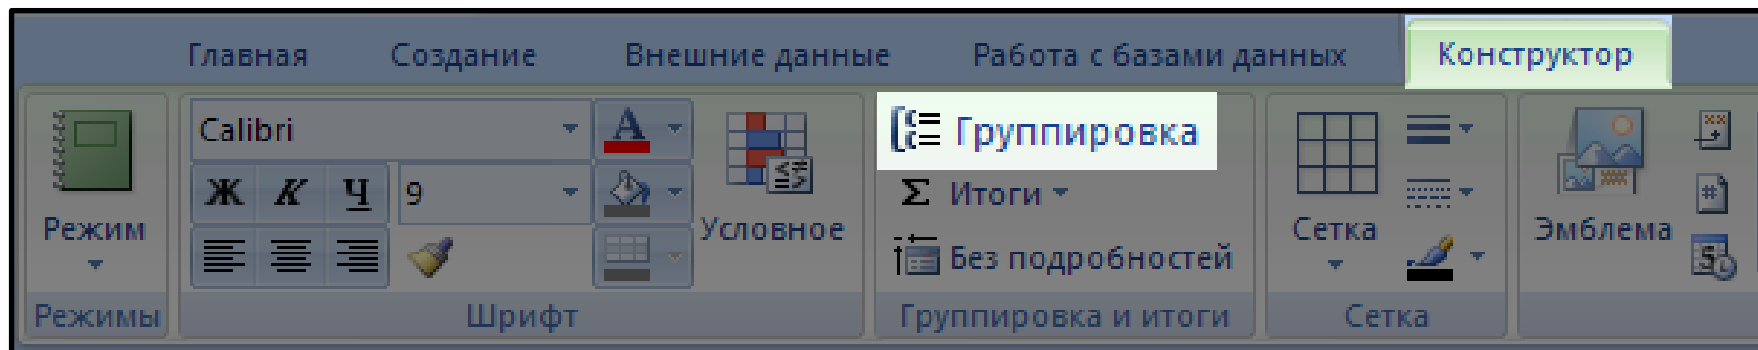 Главная Создание Внешние данные Работа с базами данных Конструктор
Calibri
А
Группировка
Ж К Ч 9
Σ Итоги
Режим
Условное
Сетка
Эмблема
Без подробностей
Режимы
Шрифт
Группировка и итоги
Сетка